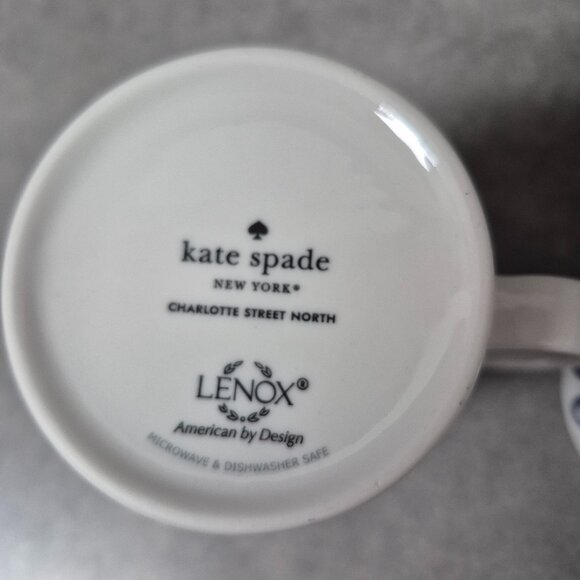 kate spade
NEW YORK®
CHARLOTTE STREET NORTH
LENOX®
American by Design
MICROWAVE & DISHWASHER SAFE